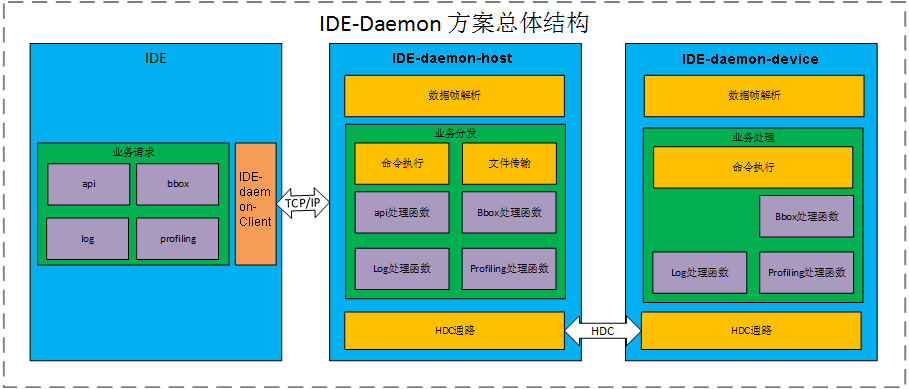 IDE-Daemon 方案总体结构
IDE
业务请求
api
bbox
log
profiling
IDE-
daem
on-
Client
TCP/IP
IDE-daemon-host
数据帧解析
业务分发
命令执行
文件传输
api处理函数
Bbox处理函数
Log处理函数
Profiling处理函数
HDC通路
HDC
IDE-daemon-device
数据帧解析
业务处理
命令执行
Bbox处理函数
Log处理函数
Profiling处理函数
HDC通路